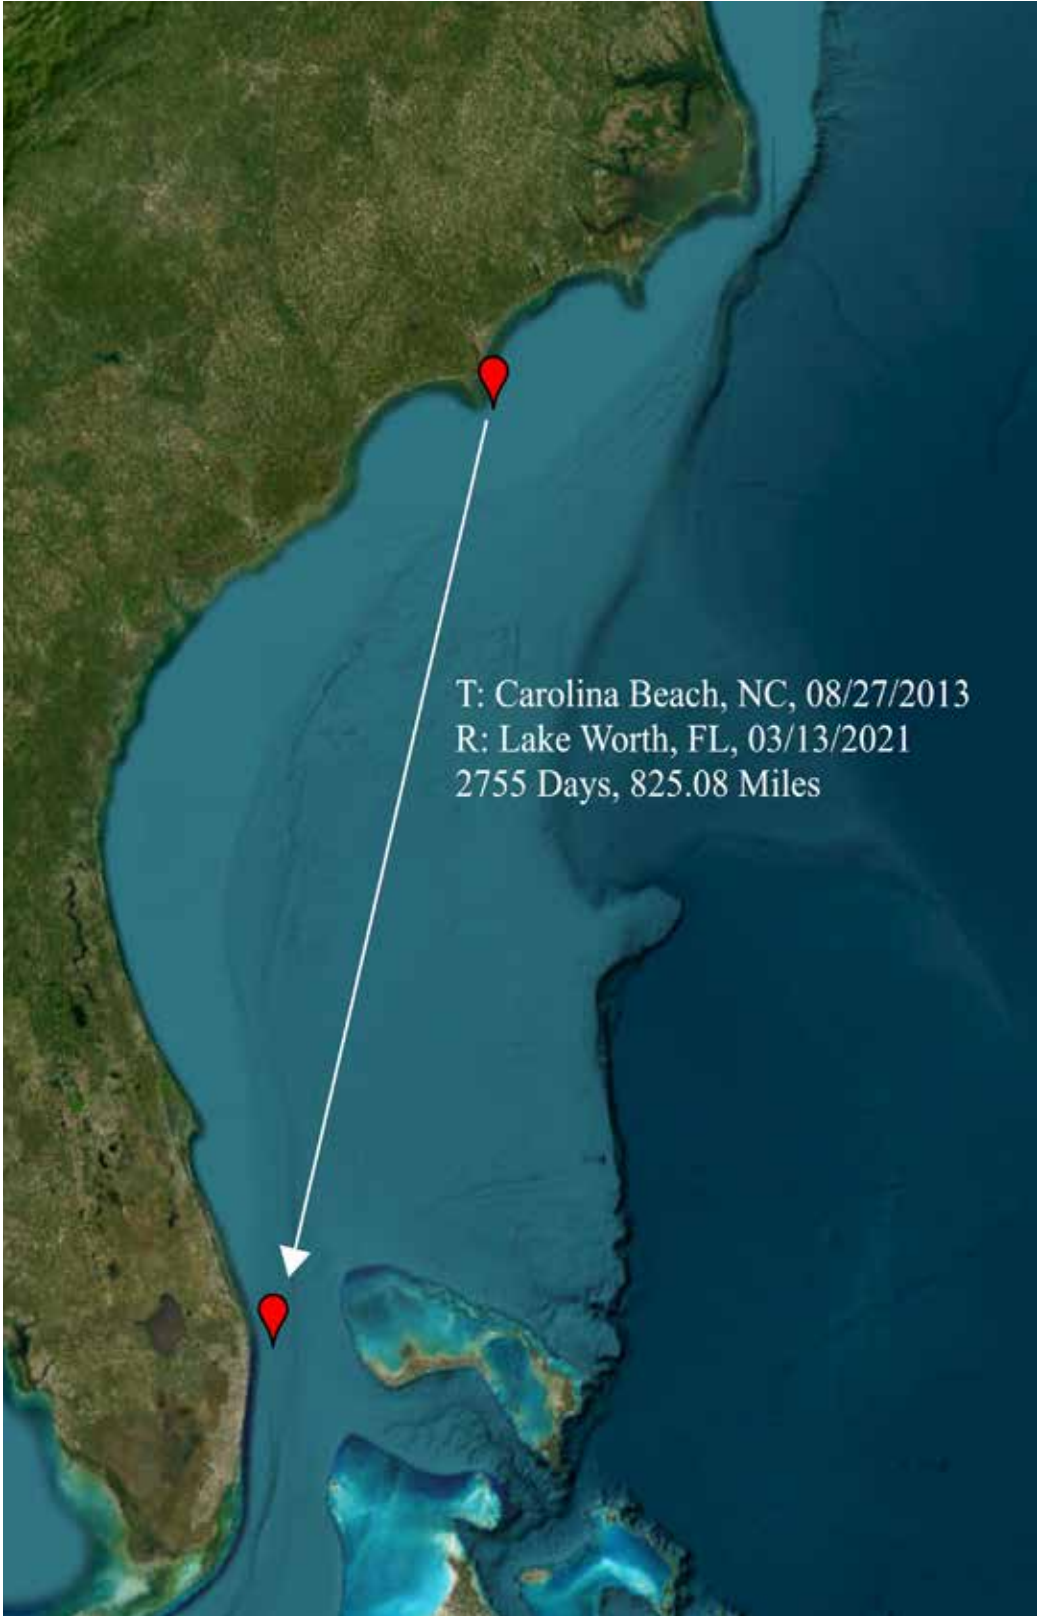 T: Carolina Beach, NC, 08/27/2013
R: Lake Worth, FL, 03/13/2021
2755 Days, 825.08 Miles